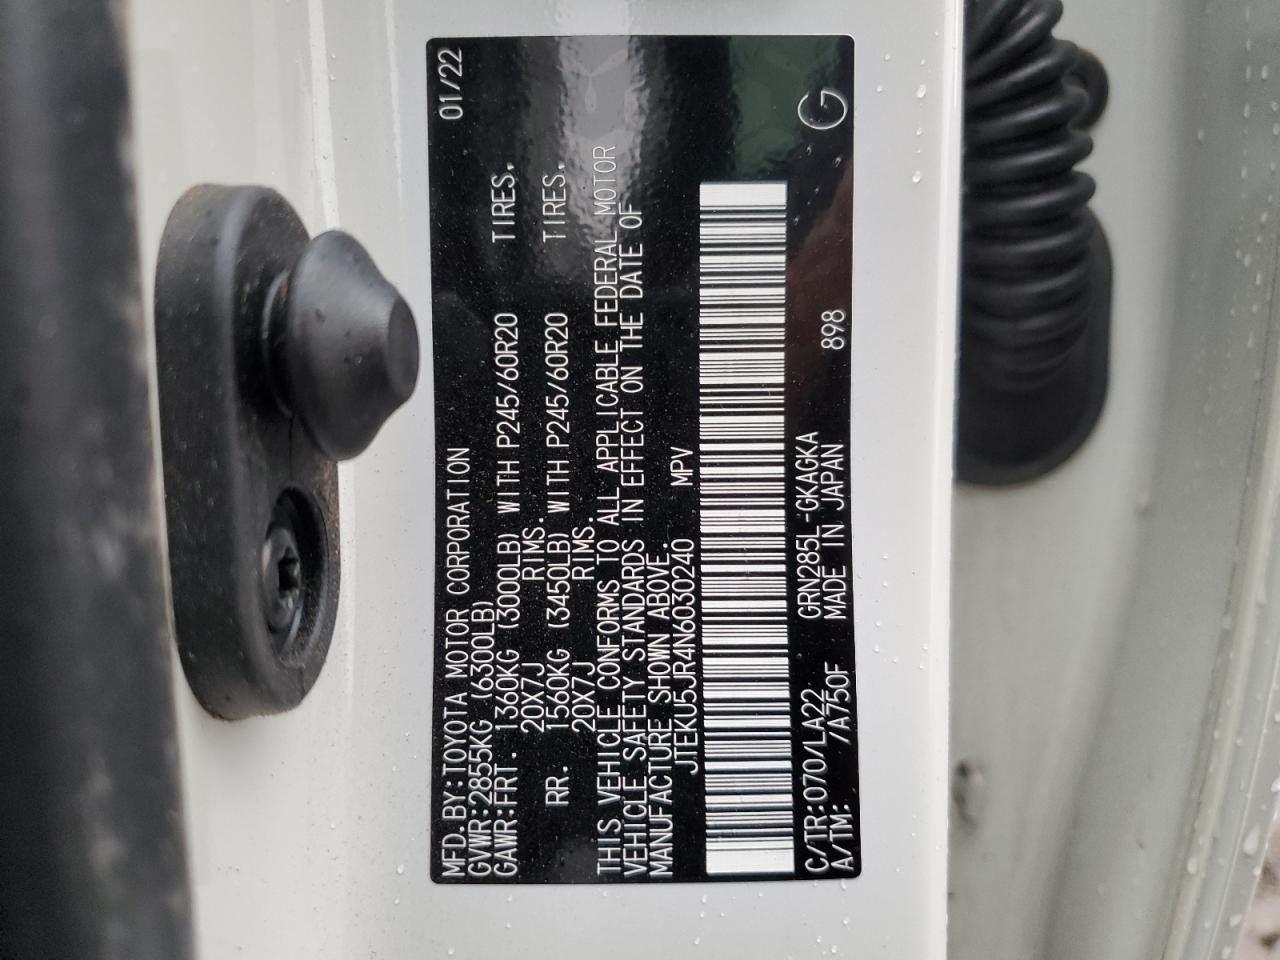 MFD.BY:TOYOTA MOTOR CORPORATION 01/22
GVWR:2855KG (6300LB)
GAWR:FRT. 1360KG (3000LB) WITH P245/60R20 TIRES.
20X7J RIMS.
RR. 1560KG (3450LB) WITH P245/60R20 TIRES.
20X7J RIMS.
THIS VEHICLE CONFORMS TO ALL APPLICABLE FEDERAL MOTOR
VEHICLE SAFETY STANDARDS IN EFFECT ON THE DATE OF
MANUFACTURE SHOWN ABOVE.
JTEKU5JR4N6030240 MPV
C/TR:070/LA22 GRN285L-GKAGKA 898 G
A/TM: /A750F MADE IN JAPAN